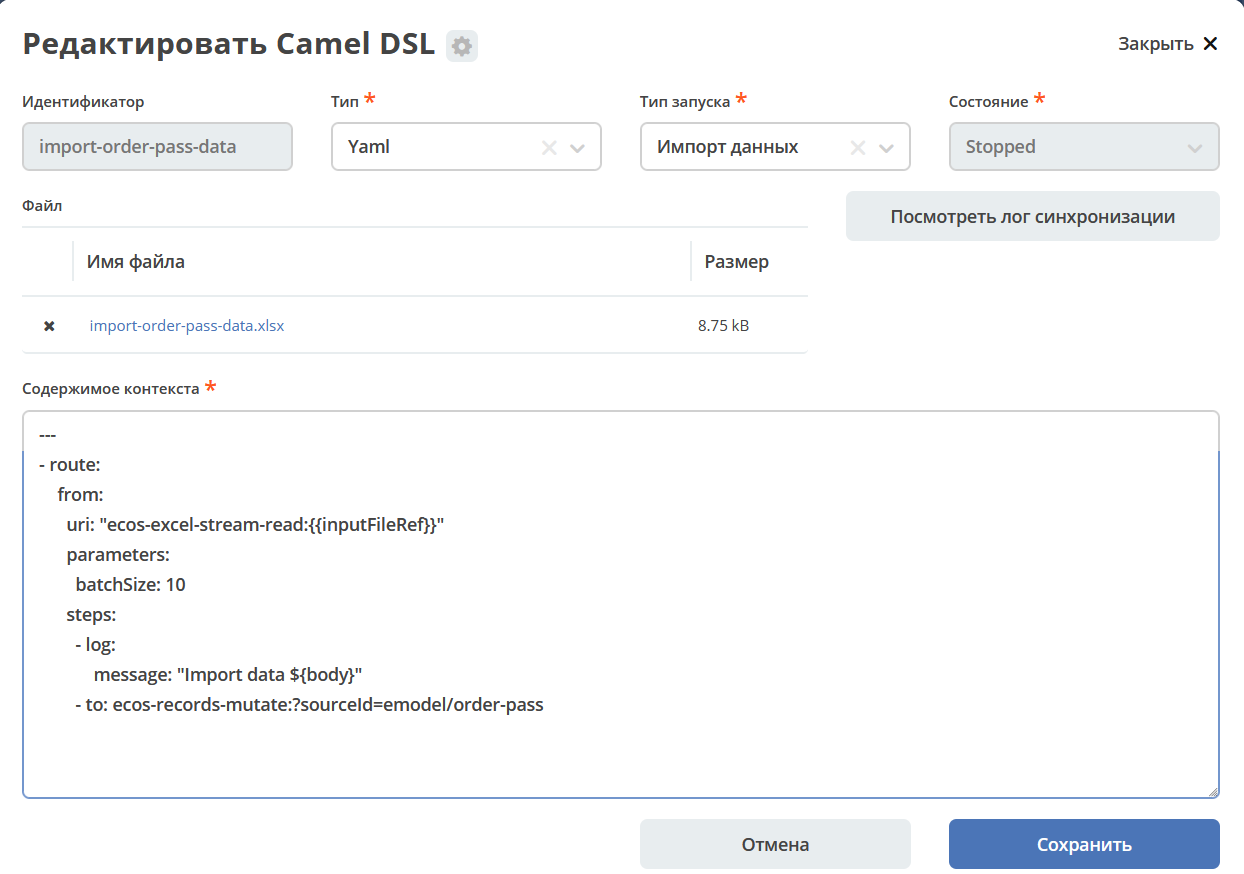 Редактировать Camel DSL
Закрыть
Идентификатор
Тип *
Тип запуска *
Состояние *
import-order-pass-data
Yaml
Импорт данных
Stopped
Файл
Посмотреть лог синхронизации
Имя файла
Размер
import-order-pass-data.xlsx
8.75 kB
Содержимое контекста *
---
- route:
    from:
      uri: "ecos-excel-stream-read:{{inputFileRef}}"
      parameters:
        batchSize: 10
      steps:
        - log:
            message: "Import data ${body}"
        - to: ecos-records-mutate:?sourceId=emodel/order-pass
Отмена
Сохранить